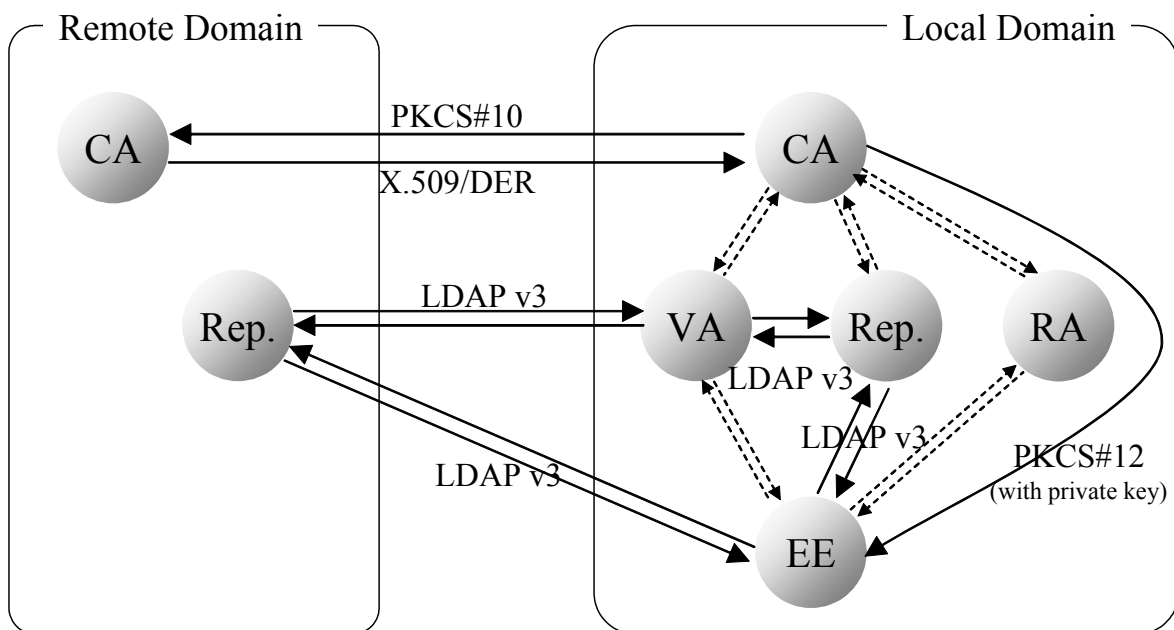 Remote Domain
Local Domain
PKCS#10
CA
CA
X.509/DER
LDAP v3
Rep.
VA
Rep.
RA
LDAP v3
LDAP v3
PKCS#12
LDAP v3
(with private key)
EE